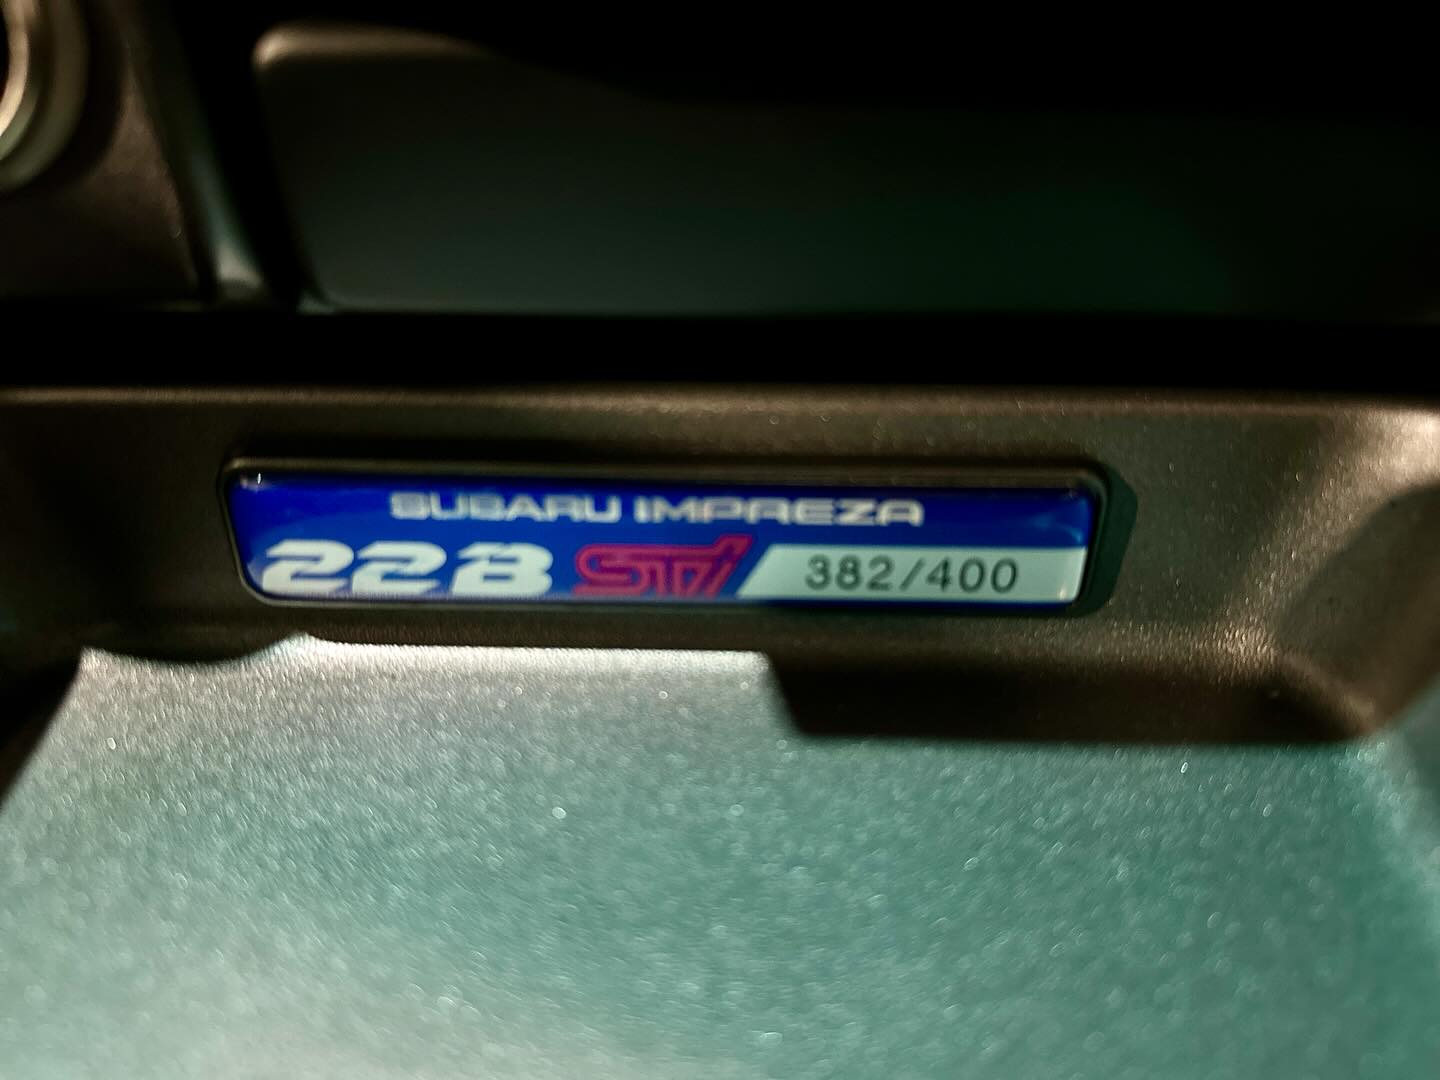 SUBARU IMPREZA
22B STi 382/400